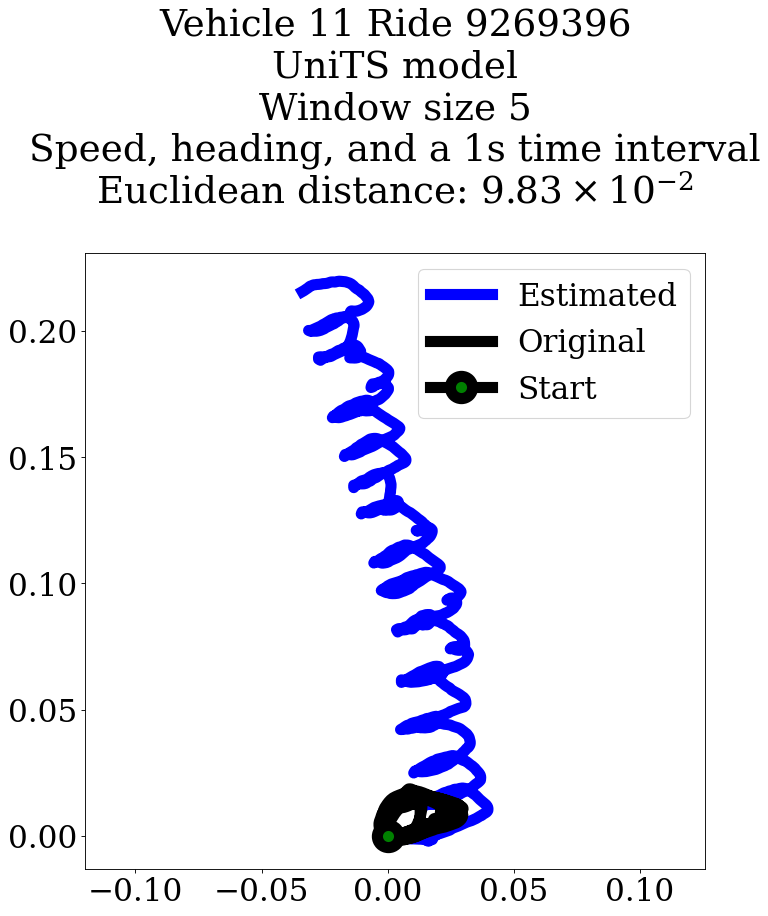 Vehicle 11 Ride 9269396
UniTS model
Window size 5
Speed, heading, and a 1s time interval
Euclidean distance: 9.83 × 10⁻²
Estimated
Original
Start
0.20
0.15
0.10
0.05
0.00
−0.10 −0.05 0.00 0.05 0.10